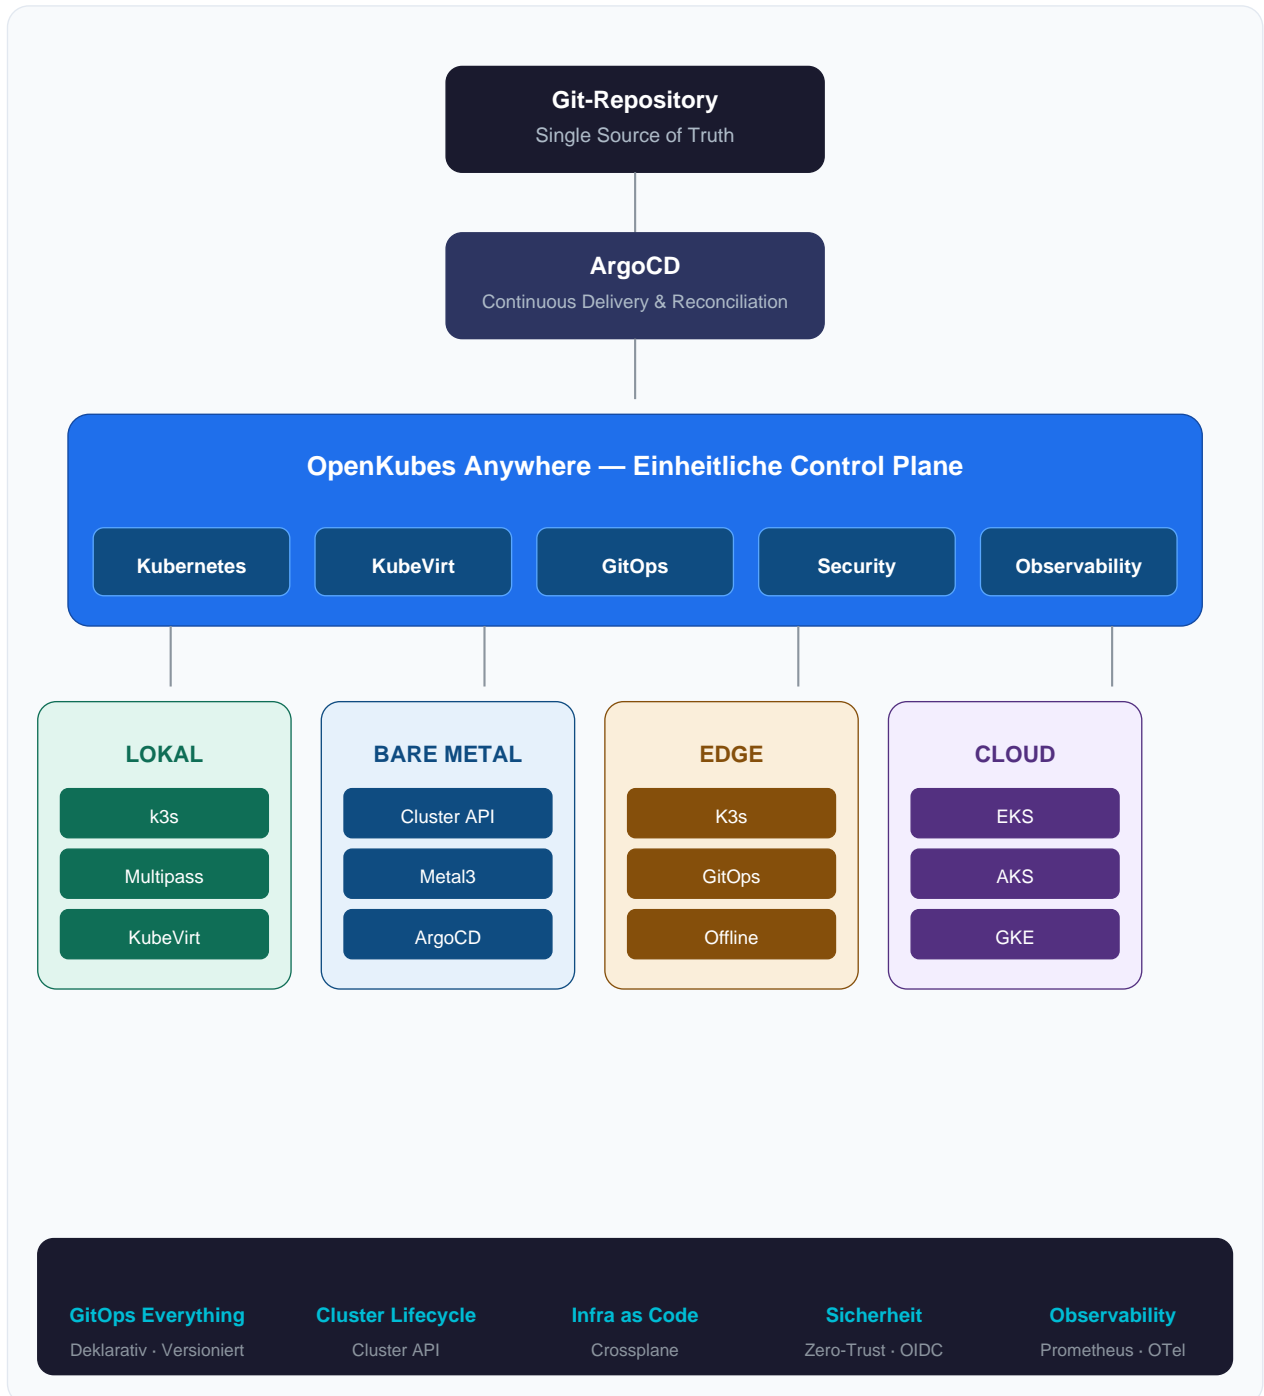 Git-Repository
Single Source of Truth
ArgoCD
Continuous Delivery & Reconciliation
OpenKubes Anywhere — Einheitliche Control Plane
Kubernetes
KubeVirt
GitOps
Security
Observability
LOKAL
k3s
Multipass
KubeVirt
BARE METAL
Cluster API
Metal3
ArgoCD
EDGE
K3s
GitOps
Offline
CLOUD
EKS
AKS
GKE
GitOps Everything
Deklarativ · Versioniert
Cluster Lifecycle
Cluster API
Infra as Code
Crossplane
Sicherheit
Zero-Trust · OIDC
Observability
Prometheus · OTel